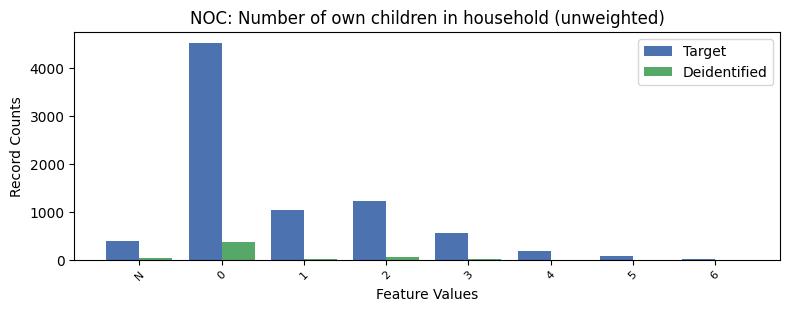 NOC: Number of own children in household (unweighted)
Target
Deidentified
Record Counts
4000
3000
2000
1000
0
N 0 1 2 3 4 5 6
Feature Values